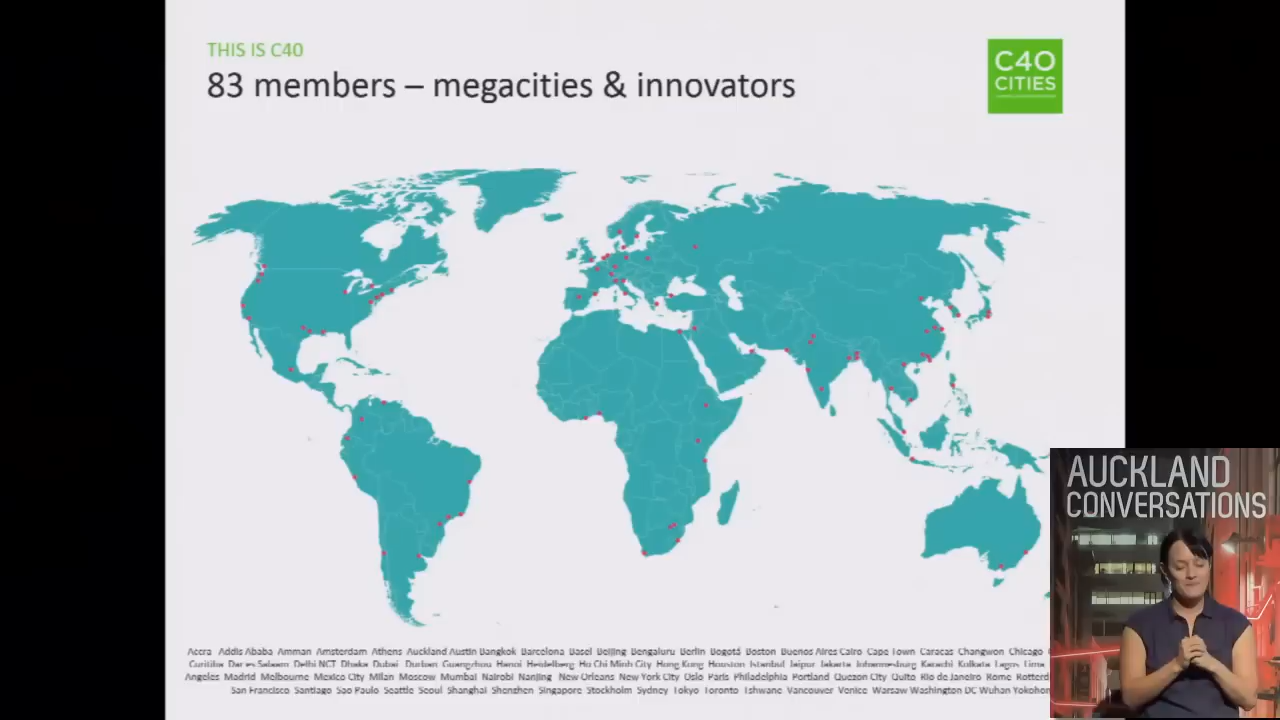 THIS IS C40
83 members – megacities & innovators
C40
CITIES
AUCKLAND
CONVERSATIONS
Accra Addis Ababa Amman Amsterdam Athens Auckland Austin Bangkok Barcelona Basel Beijing Bengaluru Berlin Bogotá Boston Buenos Aires Cairo Cape Town Caracas Changwon Chicago
Curitiba Dar es Salaam Delhi NCT Dhaka Dubai Durban Guangzhou Hanoi Heidelberg Ho Chi Minh City Hong Kong Houston Istanbul Jaipur Jakarta Johannesburg Karachi Kolkata Lagos Lima
Angeles Madrid Melbourne Mexico City Milan Moscow Mumbai Nairobi Nanjing New Orleans New York City Oslo Paris Philadelphia Portland Quezon City Quito Rio de Janeiro Rome Rotterd
San Francisco Santiago Sao Paulo Seattle Seoul Shanghai Shenzhen Singapore Stockholm Sydney Tokyo Toronto Tshwane Vancouver Venice Warsaw Washington DC Wuhan Yokoham